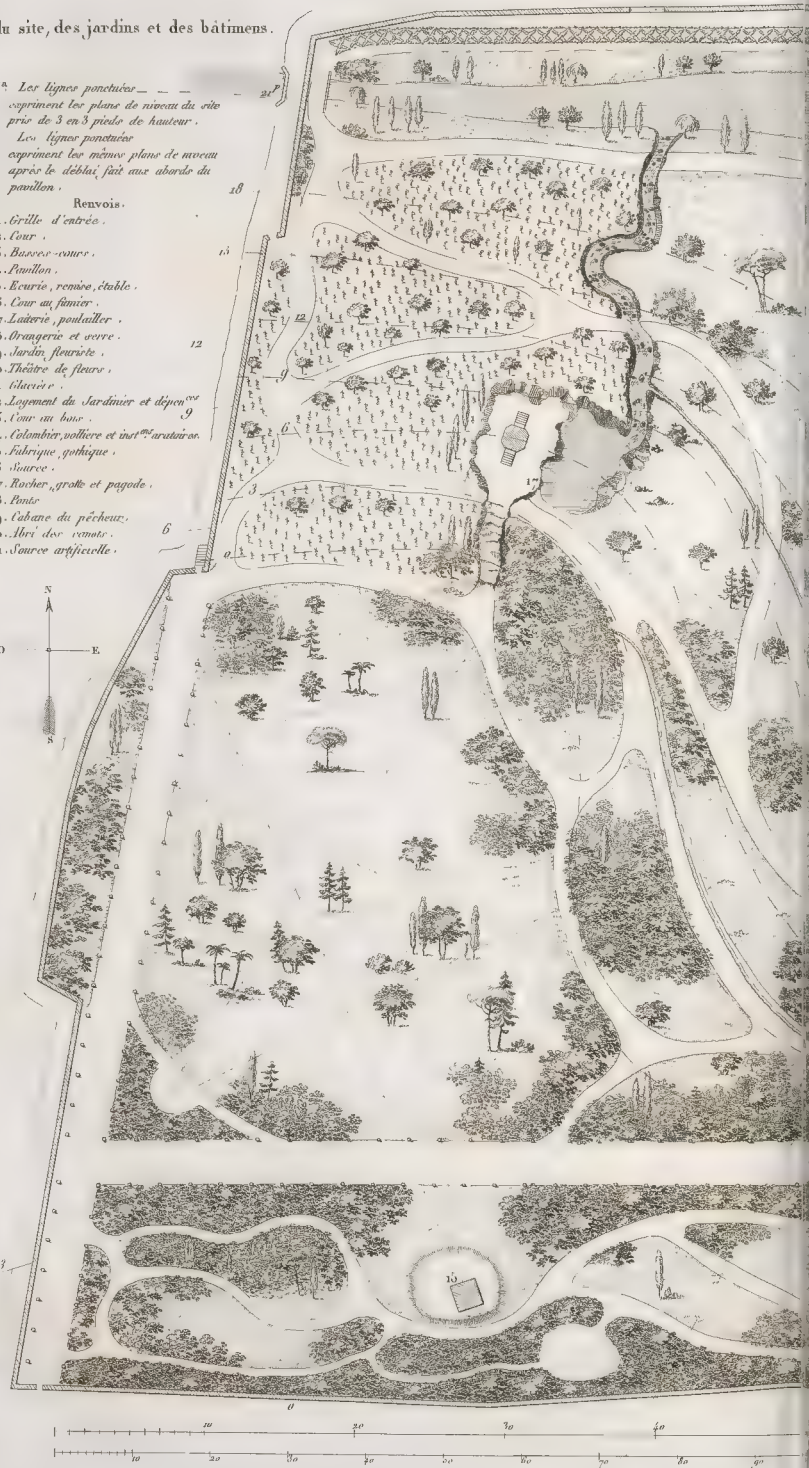 du site, des jardins et des bâtimens.
Les lignes ponctuées
expriment les plans de niveau du site
pris de 3 en 3 pieds de hauteur.
Les lignes ponctuées
expriment les mêmes plans de niveau
après le déblai fait aux abords du
pavillon.
Renvois.
Grille d'entrée.
Cour.
Basses-cours.
Pavillon.
Ecurie, remise, étable.
Cour au fumier.
Laiterie, poulailler.
Orangerie et serre.
Jardin fleuriste.
Théâtre de fleurs.
Glacière.
Logement du Jardinier et dépences
Cour au bois.
Colombier, volliere et inst.ens aratoires.
Fabrique gothique.
Source.
Rocher, grotte et pagode.
Ponts
Cabane du pêcheur.
Abri des canots.
Source artificielle.
21 P
18
15
12
9
6
12
9
6
3
0
17
N
O E
S
15
0
10 20 30 40
10 20 30 40 50 60 70 80 90